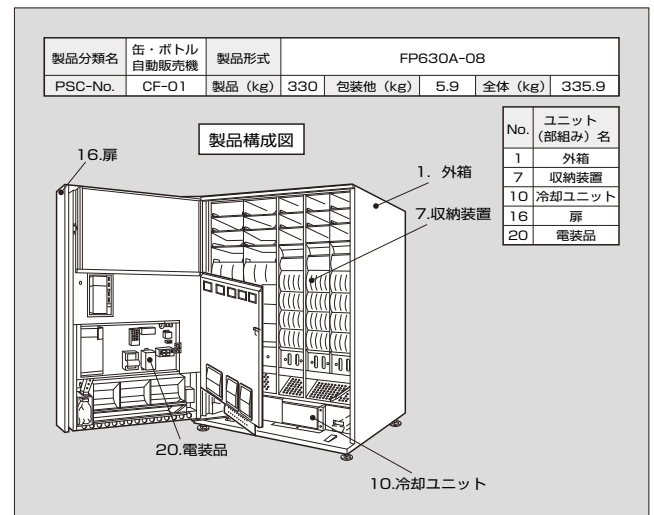 製品分類名 缶・ボトル自動販売機 製品形式 FP630A-08
PSC-No. CF-01 製品（kg） 330 包装他（kg） 5.9 全体（kg） 335.9
製品構成図
No. ユニット（部組み）名
1 外箱
7 収納装置
10 冷却ユニット
16 扉
20 電装品
16.扉
1. 外箱
7.収納装置
20.電装品
10.冷却ユニット